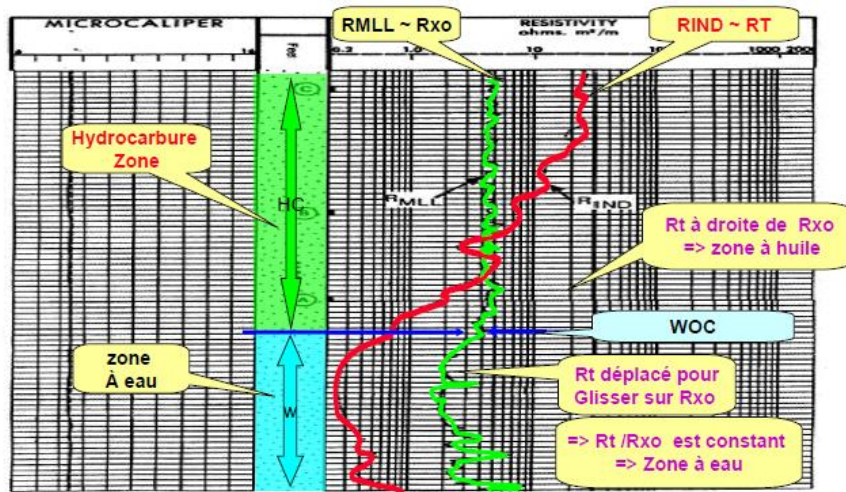 MICROCALIPER
Feet
RMLL ~ Rxo
RESISTIVITY
ohms. m²/m
RIND ~ RT
16
0.2
1.0
10
1000 2000
C
Hydrocarbure
Zone
HC
RMLL
RIND
B
Rt à droite de Rxo
=> zone à huile
A
WOC
zone
À eau
W
Rt déplacé pour
Glisser sur Rxo
=> Rt /Rxo est constant
=> Zone à eau